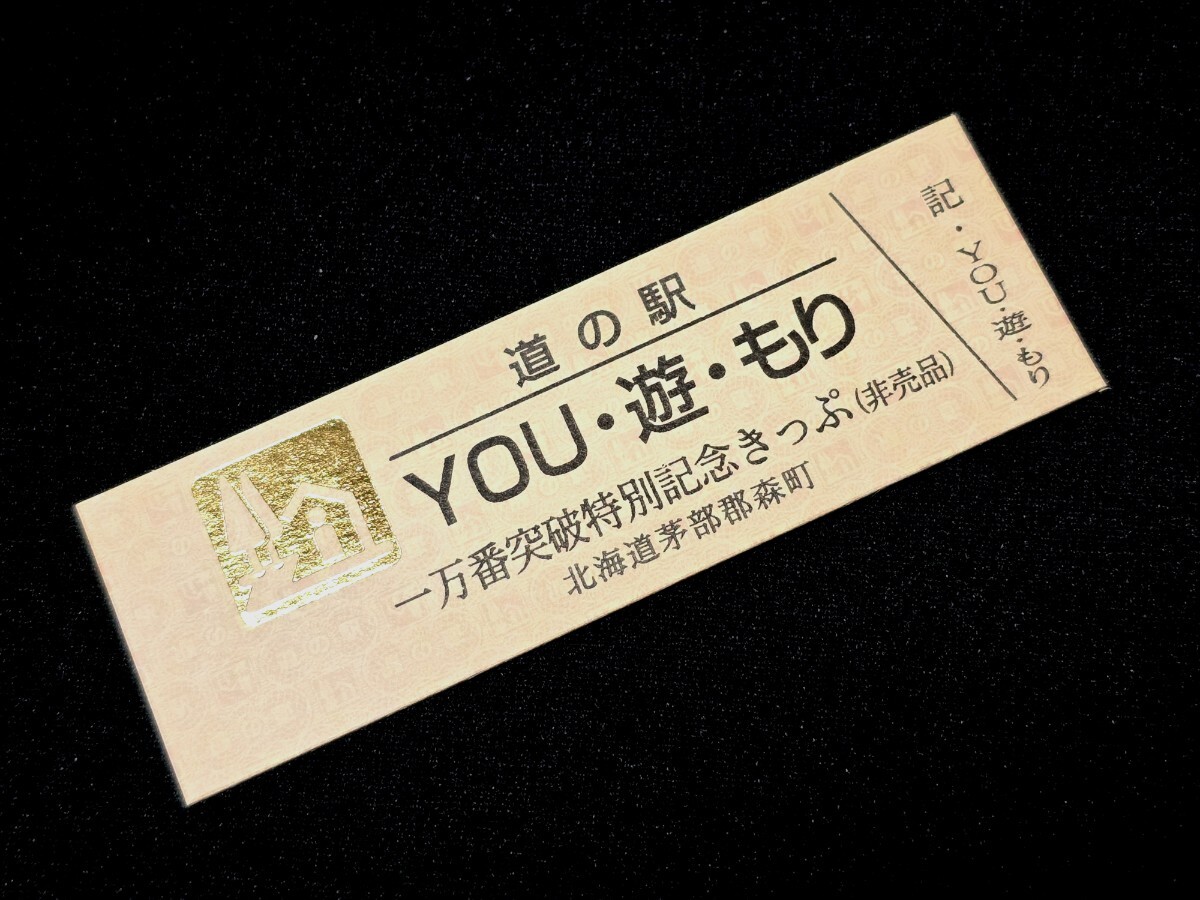 道の駅
YOU・遊・もり
一万番突破特別記念きっぷ(非売品)
北海道茅部郡森町
記・YOU・遊・もり